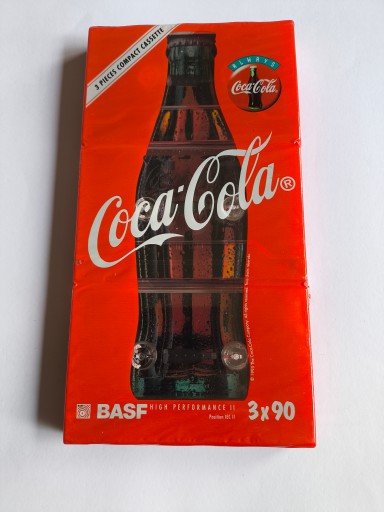 3 PIECES COMPACT CASSETTE
ALWAYS
Coca-Cola
Coca-Cola®
BASF HIGH PERFORMANCE II
Position IEC II
3x90